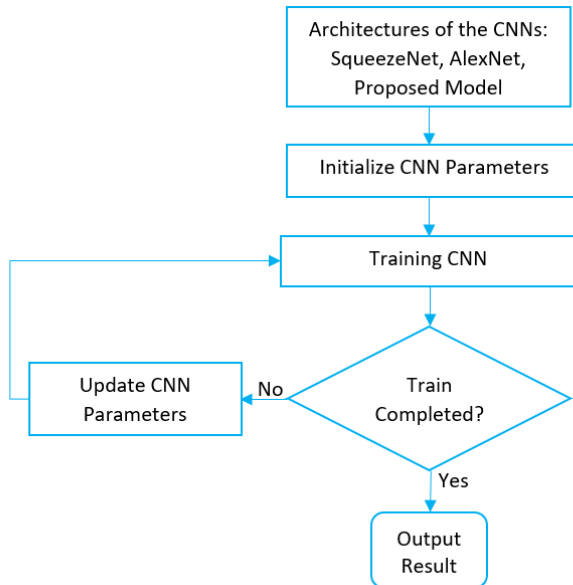 Architectures of the CNNs:
SqueezeNet, AlexNet,
Proposed Model
Initialize CNN Parameters
Training CNN
Train
Completed?
No
Update CNN
Parameters
Yes
Output
Result